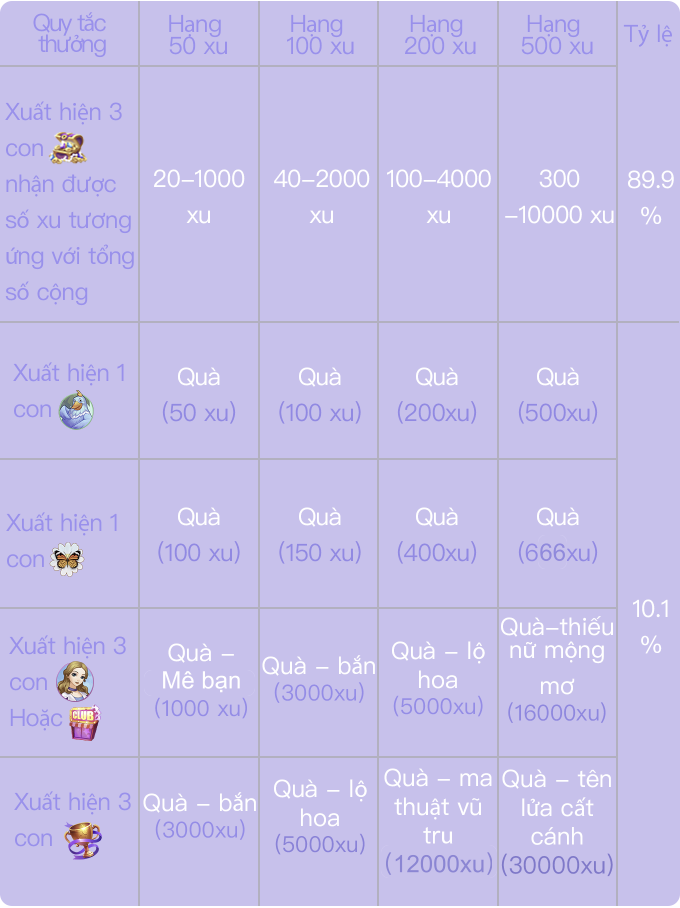 Quy tắc
thưởng
Hạng
50 xu
Hạng
100 xu
Hạng
200 xu
Hạng
500 xu
Tỷ lệ
Xuất hiện 3
con
nhận được
số xu tương
ứng với tổng
số cộng
20–1000
xu
40–2000
xu
100–4000
xu
300
–10000 xu
89.9
%
Xuất hiện 1
con
Quà
(50 xu)
Quà
(100 xu)
Quà
(200xu)
Quà
(500xu)
Xuất hiện 1
con
Quà
(100 xu)
Quà
(150 xu)
Quà
(400xu)
Quà
(666xu)
10.1
%
Xuất hiện 3
con
Hoặc CLUB
Quà –
Mê bạn
(1000 xu)
Quà – bắn
(3000xu)
Quà – lộ
hoa
(5000xu)
Quà–thiếu
nữ mộng
mơ
(16000xu)
Xuất hiện 3
con
Quà – bắn
(3000xu)
Quà – lộ
hoa
(5000xu)
Quà – ma
thuật vũ
tru
(12000xu)
Quà – tên
lửa cất
cánh
(30000xu)